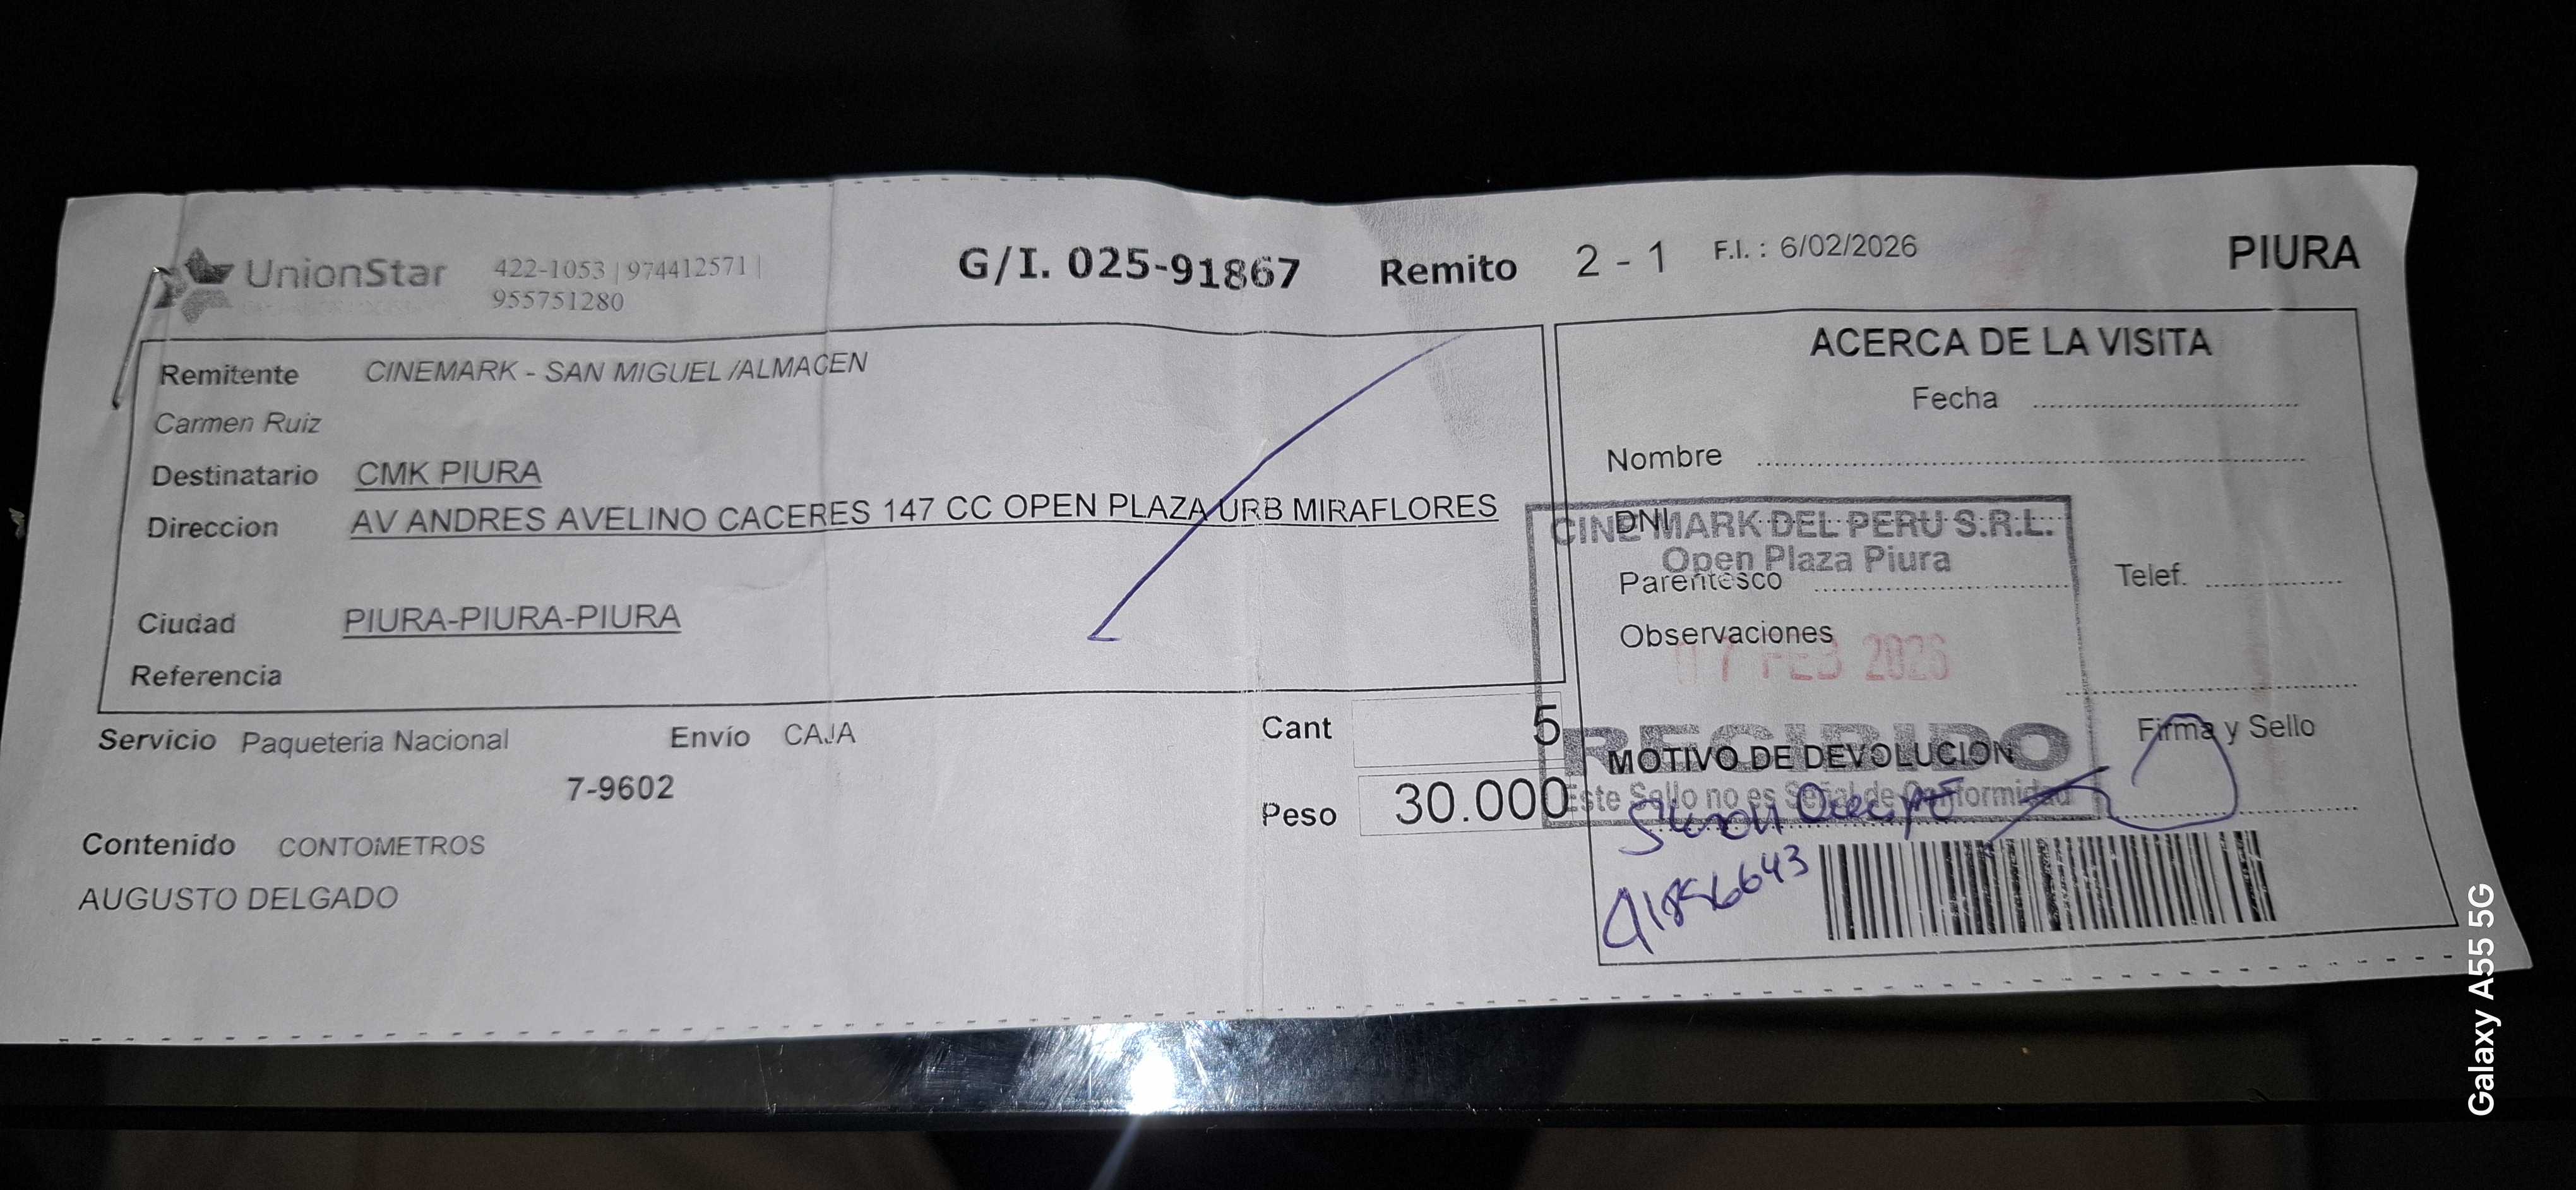 UnionStar
422-1053 | 974412571 |
955751280
G/I. 025-91867
Remito 2 - 1
F.I. : 6/02/2026
PIURA
Remitente CINEMARK - SAN MIGUEL /ALMACEN
Carmen Ruiz
Destinatario CMK PIURA
Direccion AV ANDRES AVELINO CACERES 147 CC OPEN PLAZA URB MIRAFLORES
Ciudad PIURA-PIURA-PIURA
Referencia
Servicio Paqueteria Nacional Envío CAJA
7-9602
Cant 5
Peso 30.000
Contenido CONTOMETROS
AUGUSTO DELGADO
ACERCA DE LA VISITA
Fecha
Nombre
DNI
CINEMARK DEL PERU S.R.L.
Open Plaza Piura
Parentesco
Telef.
Observaciones
07 FEB 2026
Firma y Sello
RECIBIDO
MOTIVO DE DEVOLUCION
Este Sello no es Señal de Conformidad
41856643
Galaxy A55 5G